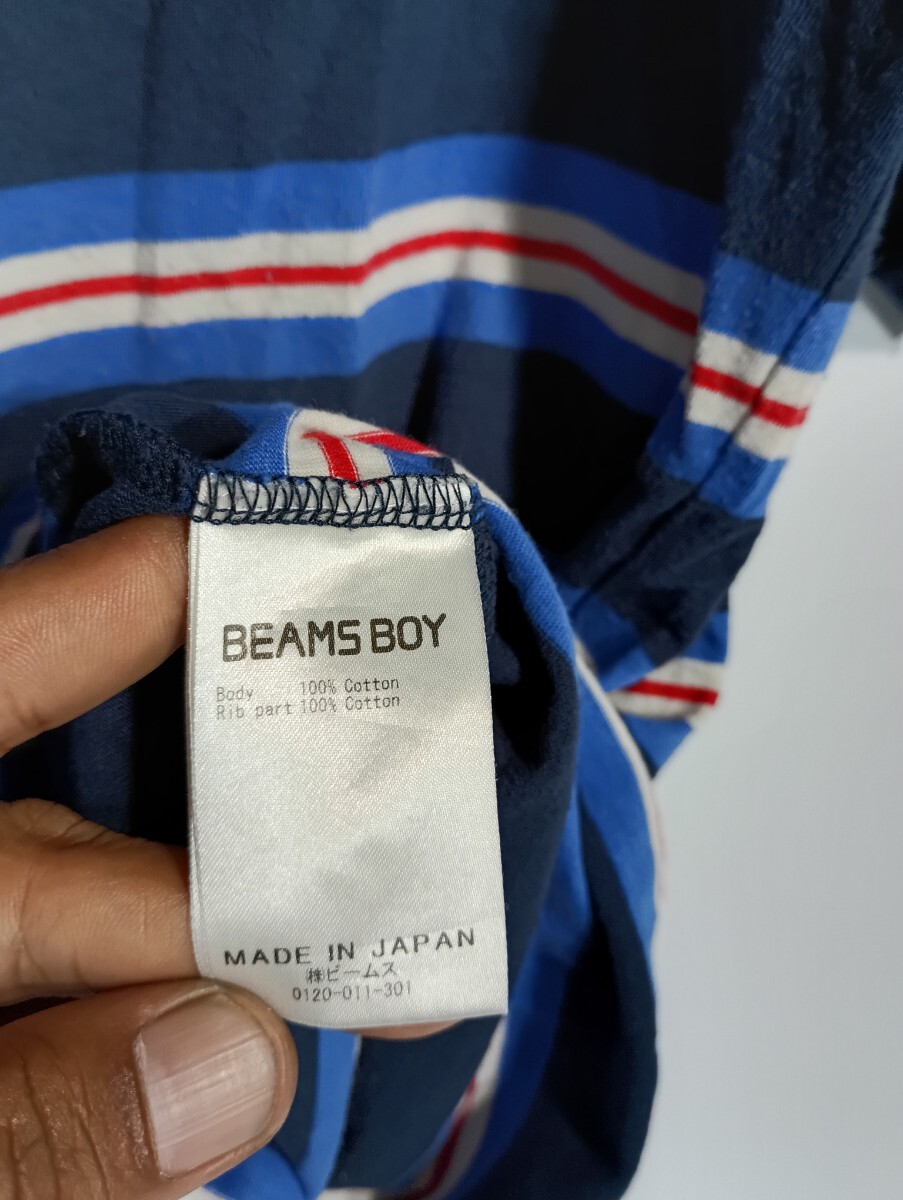 BEAMS BOY
Body 100% Cotton
Rib part 100% Cotton
MADE IN JAPAN
㈱ビームス
0120-011-301